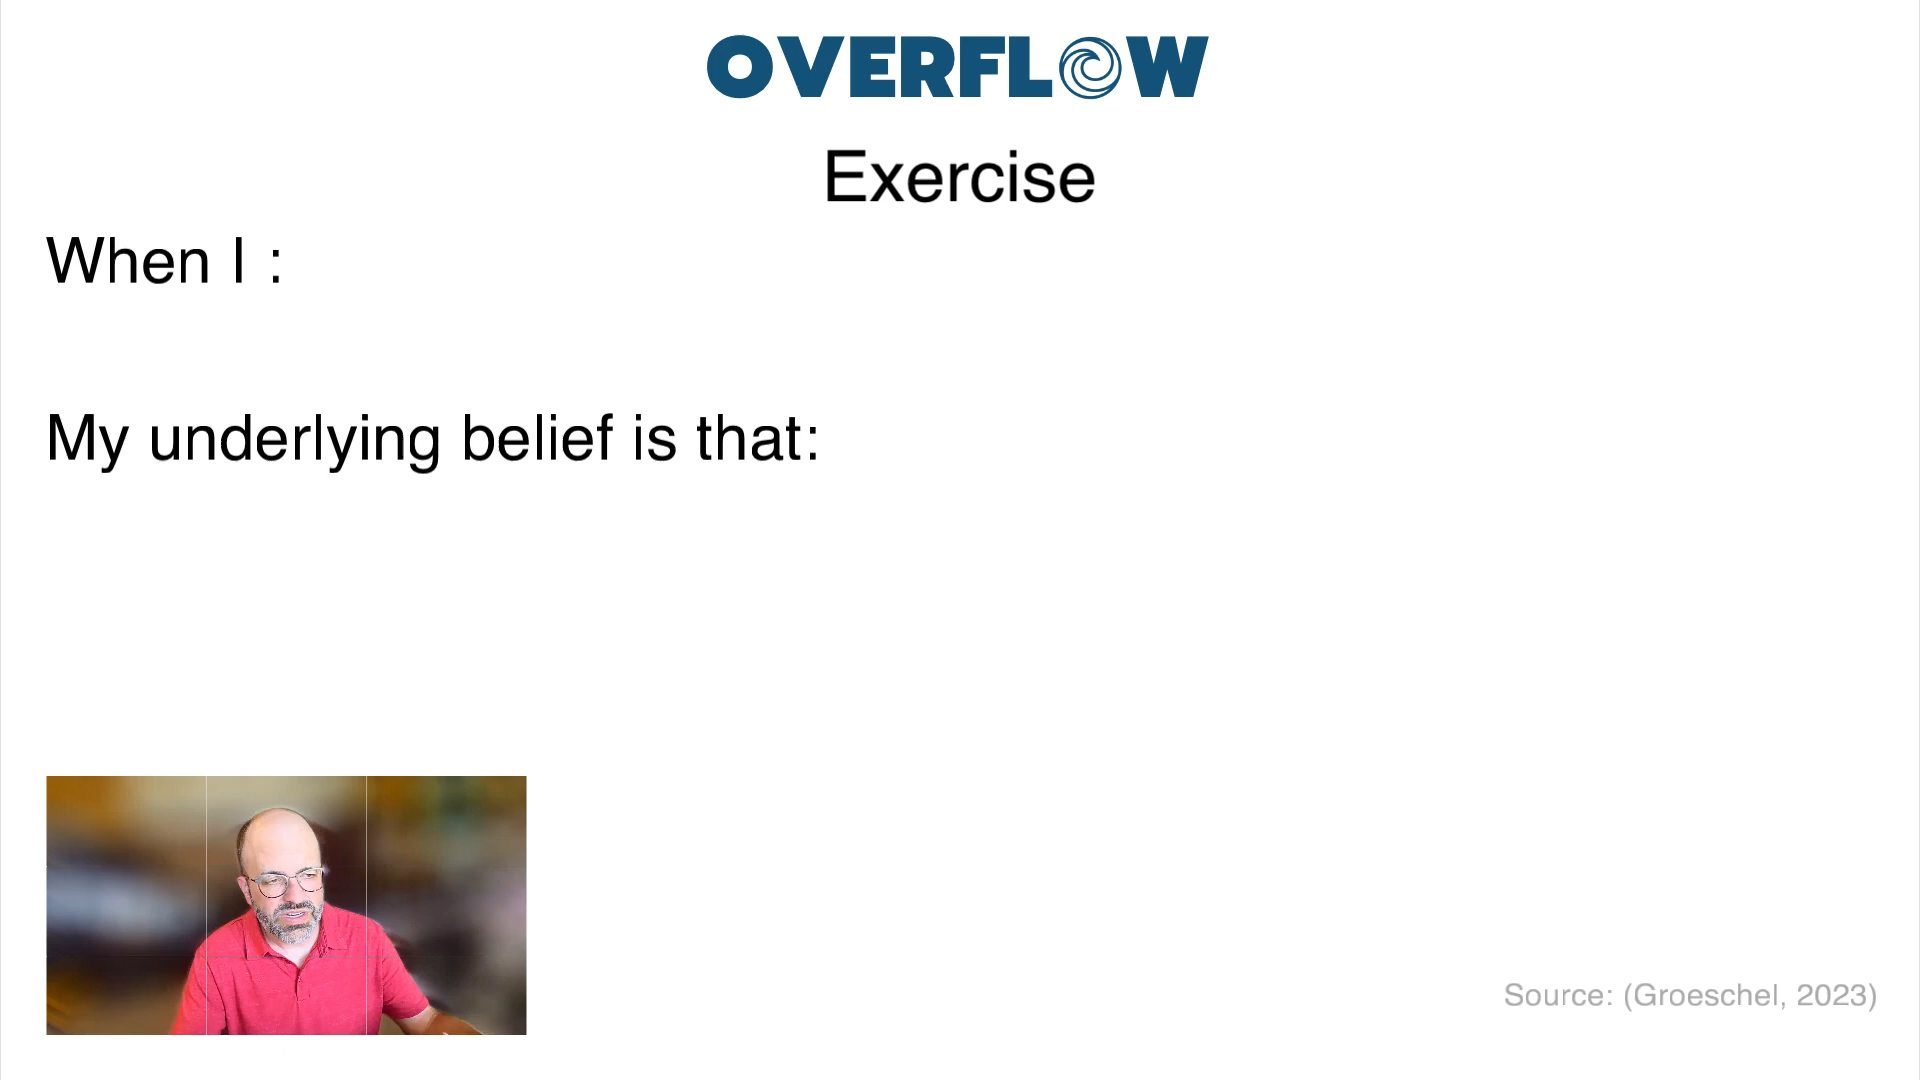 OVERFLOW
Exercise
When I :
My underlying belief is that:
Source: (Groeschel, 2023)